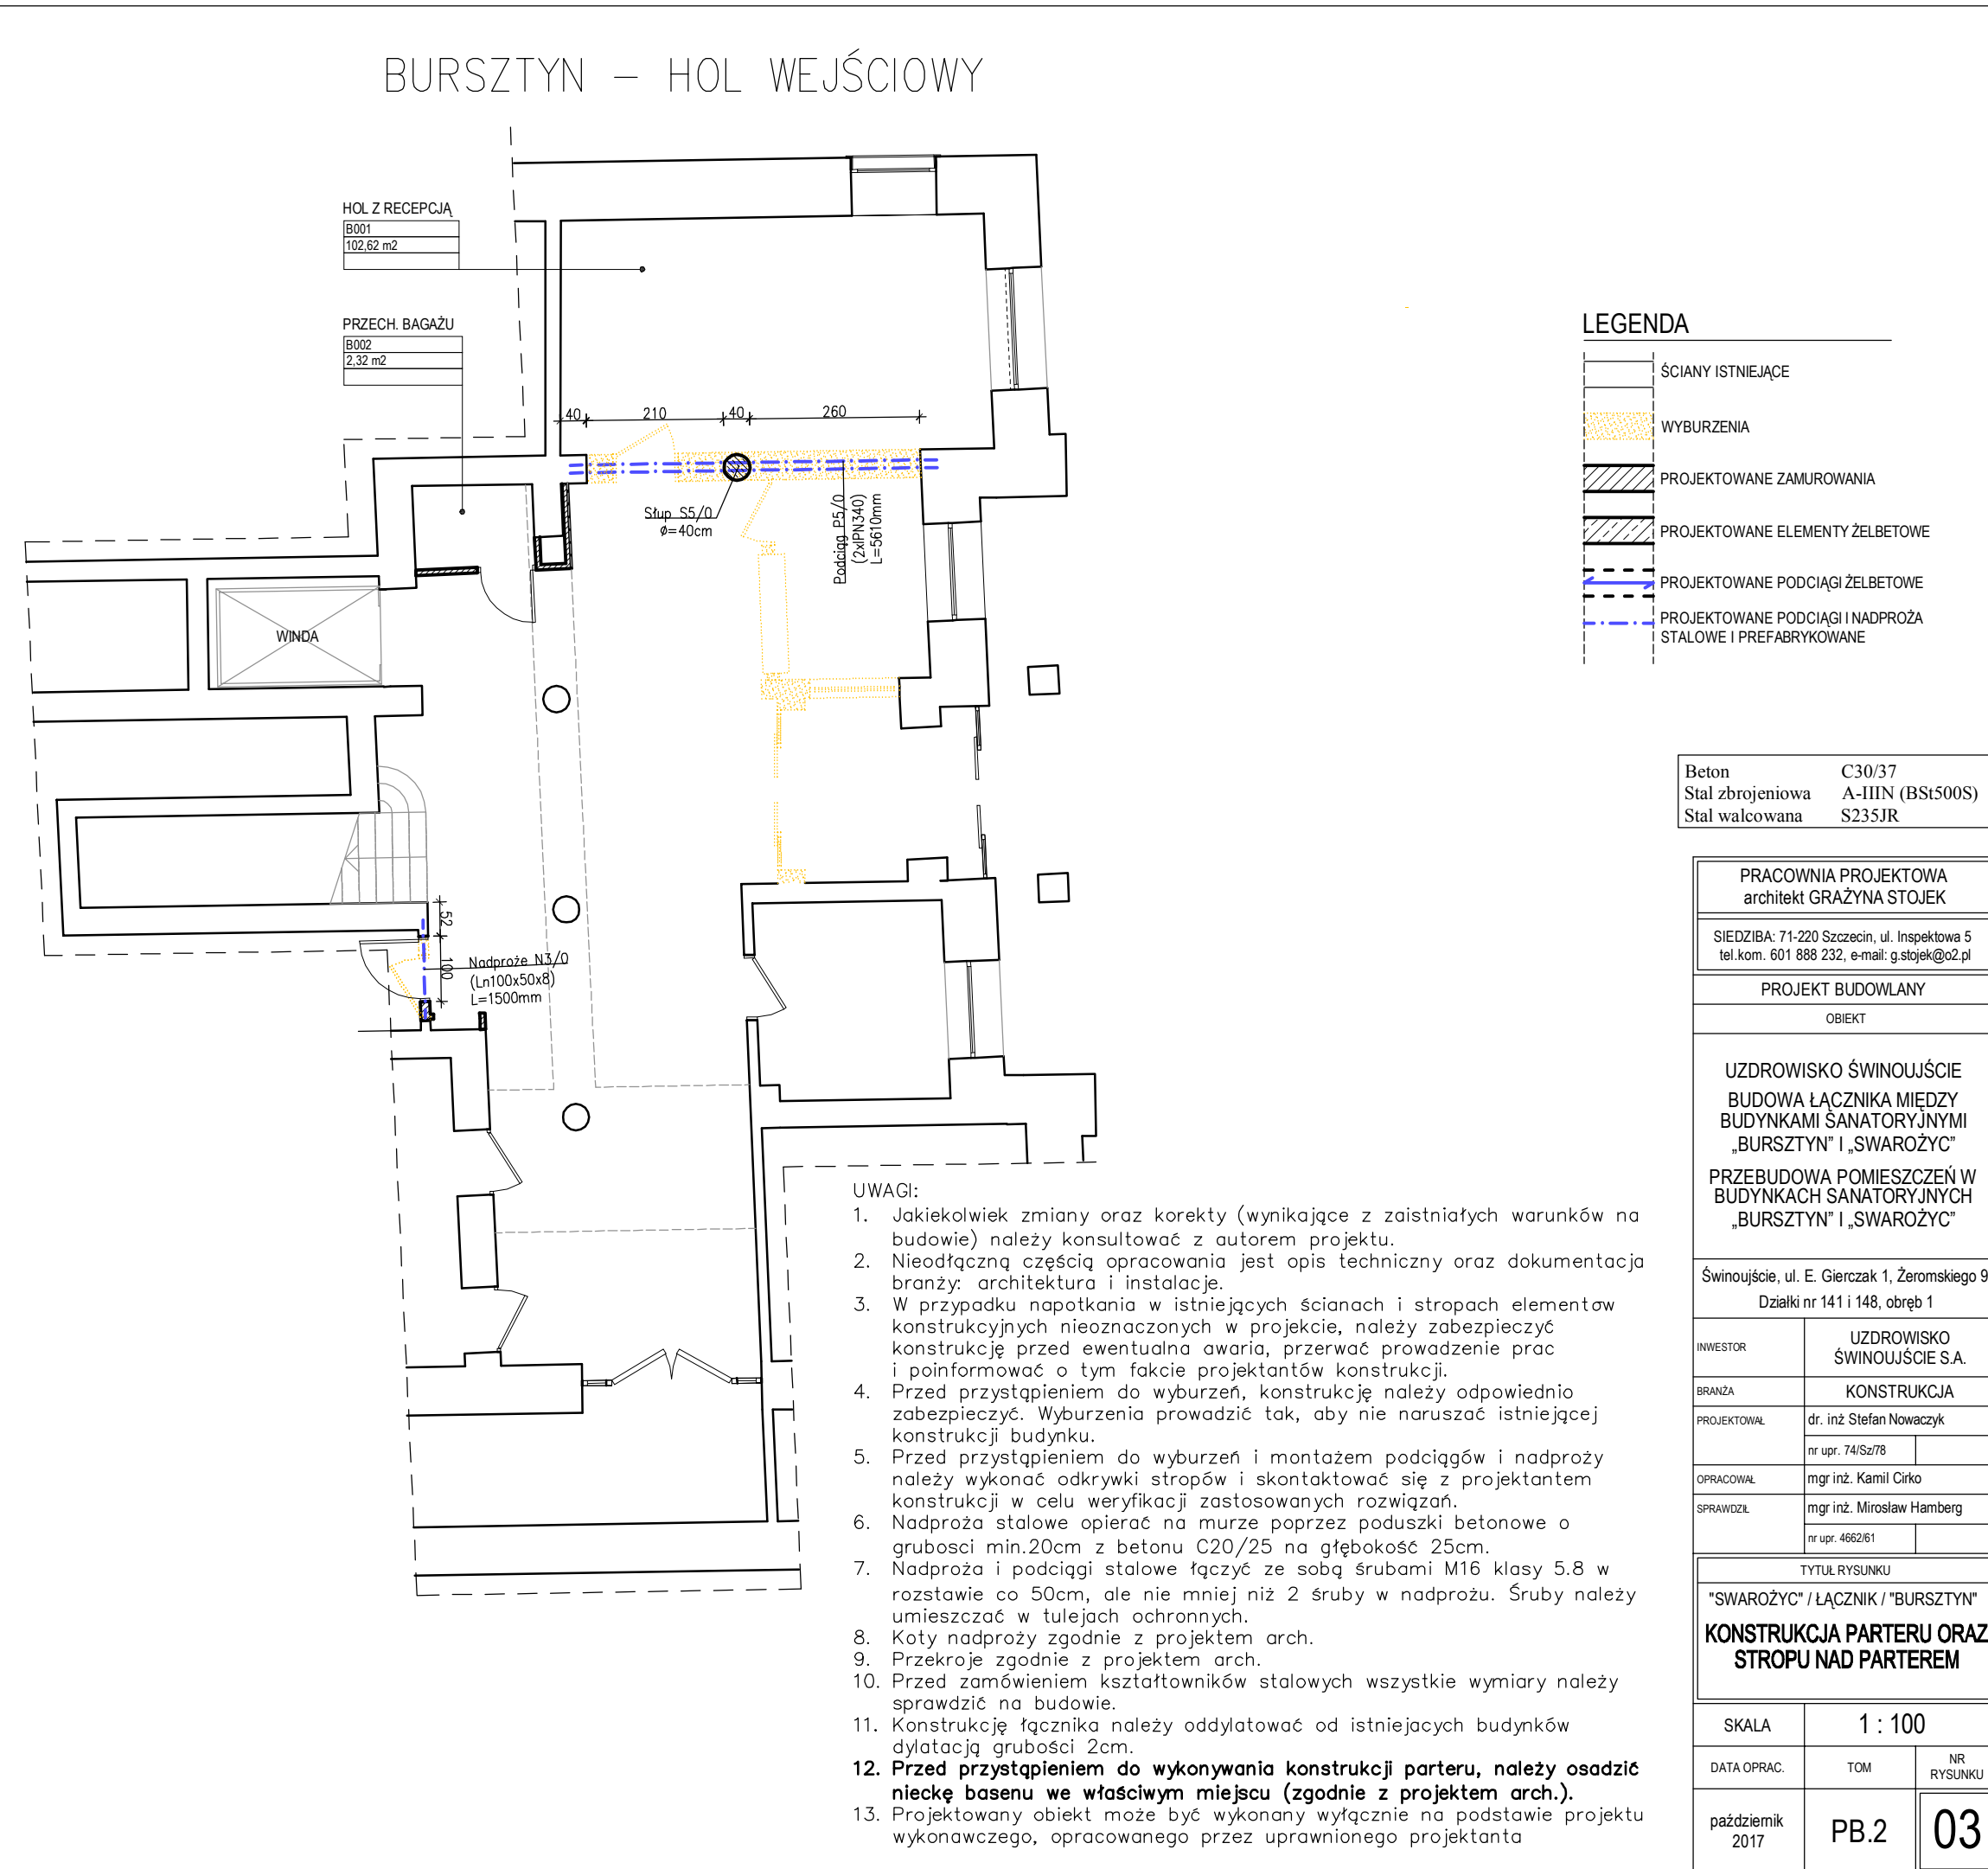 BURSZTYN – HOL WEJŚCIOWY
HOL Z RECEPCJĄ
B001
102,62 m2
PRZECH. BAGAŻU
B002
2,32 m2
40
210
40
260
Słup S5/0
ø=40cm
Podciąg P5/0
(2xIPN340)
L=5610mm
WINDA
52
100
Nadproże N3/0
(Ln100x50x8)
L=1500mm
LEGENDA
ŚCIANY ISTNIEJĄCE
WYBURZENIA
PROJEKTOWANE ZAMUROWANIA
PROJEKTOWANE ELEMENTY ŻELBETOWE
PROJEKTOWANE PODCIĄGI ŻELBETOWE
PROJEKTOWANE PODCIĄGI I NADPROŻA
STALOWE I PREFABRYKOWANE
Beton C30/37
Stal zbrojeniowa A-IIIN (BSt500S)
Stal walcowana S235JR
UWAGI:
1. Jakiekolwiek zmiany oraz korekty (wynikające z zaistniałych warunków na
budowie) należy konsultować z autorem projektu.
2. Nieodłączną częścią opracowania jest opis techniczny oraz dokumentacja
branży: architektura i instalacje.
3. W przypadku napotkania w istniejących ścianach i stropach elementów
konstrukcyjnych nieoznaczonych w projekcie, należy zabezpieczyć
konstrukcję przed ewentualna awaria, przerwać prowadzenie prac
i poinformować o tym fakcie projektantów konstrukcji.
4. Przed przystąpieniem do wyburzeń, konstrukcję należy odpowiednio
zabezpieczyć. Wyburzenia prowadzić tak, aby nie naruszać istniejącej
konstrukcji budynku.
5. Przed przystąpieniem do wyburzeń i montażem podciągów i nadproży
należy wykonać odkrywki stropów i skontaktować się z projektantem
konstrukcji w celu weryfikacji zastosowanych rozwiązań.
6. Nadproża stalowe opierać na murze poprzez poduszki betonowe o
grubosci min.20cm z betonu C20/25 na głębokość 25cm.
7. Nadproża i podciągi stalowe łączyć ze sobą śrubami M16 klasy 5.8 w
rozstawie co 50cm, ale nie mniej niż 2 śruby w nadprożu. Śruby należy
umieszczać w tulejach ochronnych.
8. Koty nadproży zgodnie z projektem arch.
9. Przekroje zgodnie z projektem arch.
10. Przed zamówieniem kształtowników stalowych wszystkie wymiary należy
sprawdzić na budowie.
11. Konstrukcję łącznika należy oddylatować od istniejacych budynków
dylatacją grubości 2cm.
12. Przed przystąpieniem do wykonywania konstrukcji parteru, należy osadzić
nieckę basenu we właściwym miejscu (zgodnie z projektem arch.).
13. Projektowany obiekt może być wykonany wyłącznie na podstawie projektu
wykonawczego, opracowanego przez uprawnionego projektanta
PRACOWNIA PROJEKTOWA
architekt GRAŻYNA STOJEK
SIEDZIBA: 71-220 Szczecin, ul. Inspektowa 5
tel.kom. 601 888 232, e-mail: g.stojek@o2.pl
PROJEKT BUDOWLANY
OBIEKT
UZDROWISKO ŚWINOUJŚCIE
BUDOWA ŁĄCZNIKA MIĘDZY
BUDYNKAMI SANATORYJNYMI
„BURSZTYN” I „SWAROŻYC”
PRZEBUDOWA POMIESZCZEŃ W
BUDYNKACH SANATORYJNYCH
„BURSZTYN” I „SWAROŻYC”
Świnoujście, ul. E. Gierczak 1, Żeromskiego 9
Działki nr 141 i 148, obręb 1
INWESTOR UZDROWISKO
ŚWINOUJŚCIE S.A.
BRANŻA KONSTRUKCJA
PROJEKTOWAŁ dr. inż Stefan Nowaczyk
nr upr. 74/Sz/78
OPRACOWAŁ mgr inż. Kamil Cirko
SPRAWDZIŁ mgr inż. Mirosław Hamberg
nr upr. 4662/61
TYTUŁ RYSUNKU
"SWAROŻYC" / ŁĄCZNIK / "BURSZTYN"
KONSTRUKCJA PARTERU ORAZ
STROPU NAD PARTEREM
SKALA 1 : 100
DATA OPRAC. TOM NR
RYSUNKU
październik
2017
PB.2 03